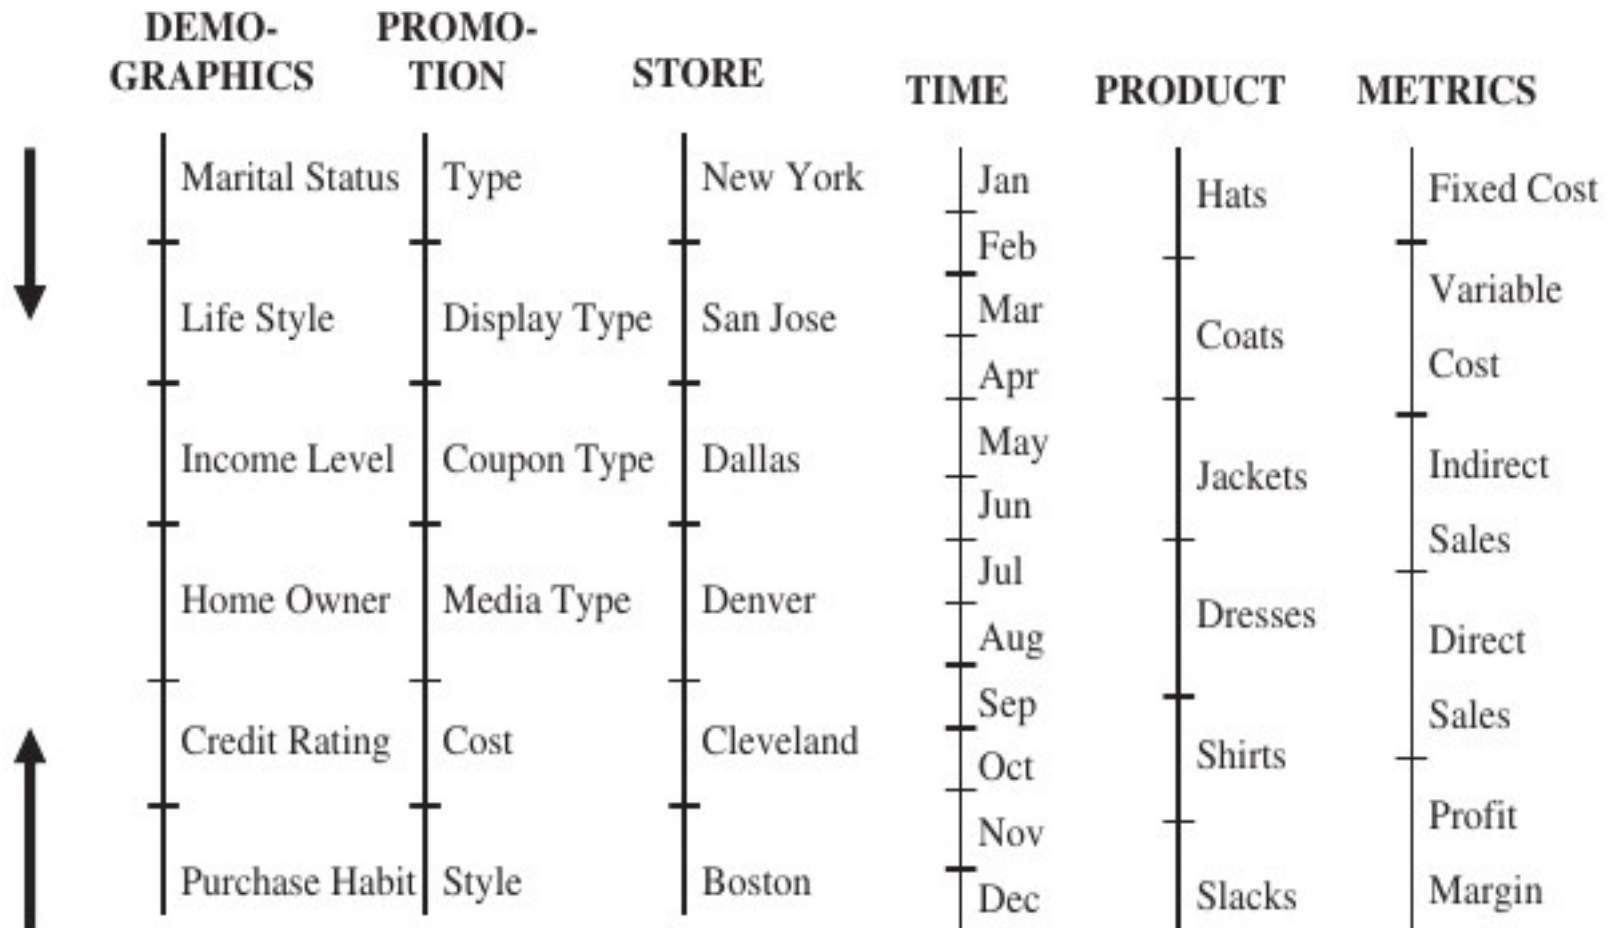 DEMO-
GRAPHICS
PROMO-
TION
STORE
TIME
PRODUCT
METRICS
Marital Status
Life Style
Income Level
Home Owner
Credit Rating
Purchase Habit
Type
Display Type
Coupon Type
Media Type
Cost
Style
New York
San Jose
Dallas
Denver
Cleveland
Boston
Jan
Feb
Mar
Apr
May
Jun
Jul
Aug
Sep
Oct
Nov
Dec
Hats
Coats
Jackets
Dresses
Shirts
Slacks
Fixed Cost
Variable
Cost
Indirect
Sales
Direct
Sales
Profit
Margin